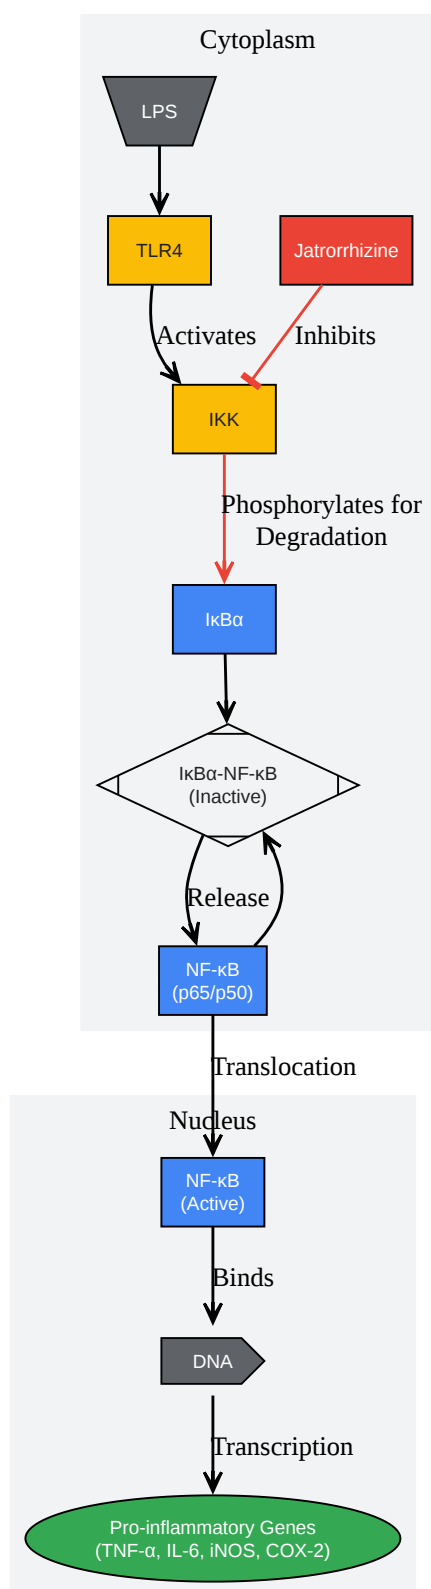 Cytoplasm
LPS
TLR4
Jatrorrhizine
Activates
Inhibits
IKK
Phosphorylates for
Degradation
IκBα
IκBα-NF-κB
(Inactive)
Release
NF-κB
(p65/p50)
Translocation
Nucleus
NF-κB
(Active)
Binds
DNA
Transcription
Pro-inflammatory Genes
(TNF-α, IL-6, iNOS, COX-2)